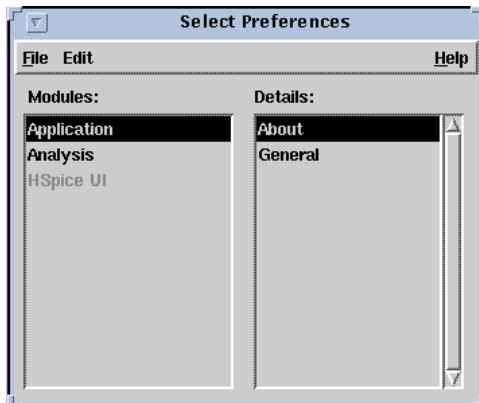 Select Preferences
File Edit Help
Modules: Details:
Application About
Analysis General
HSpice UI